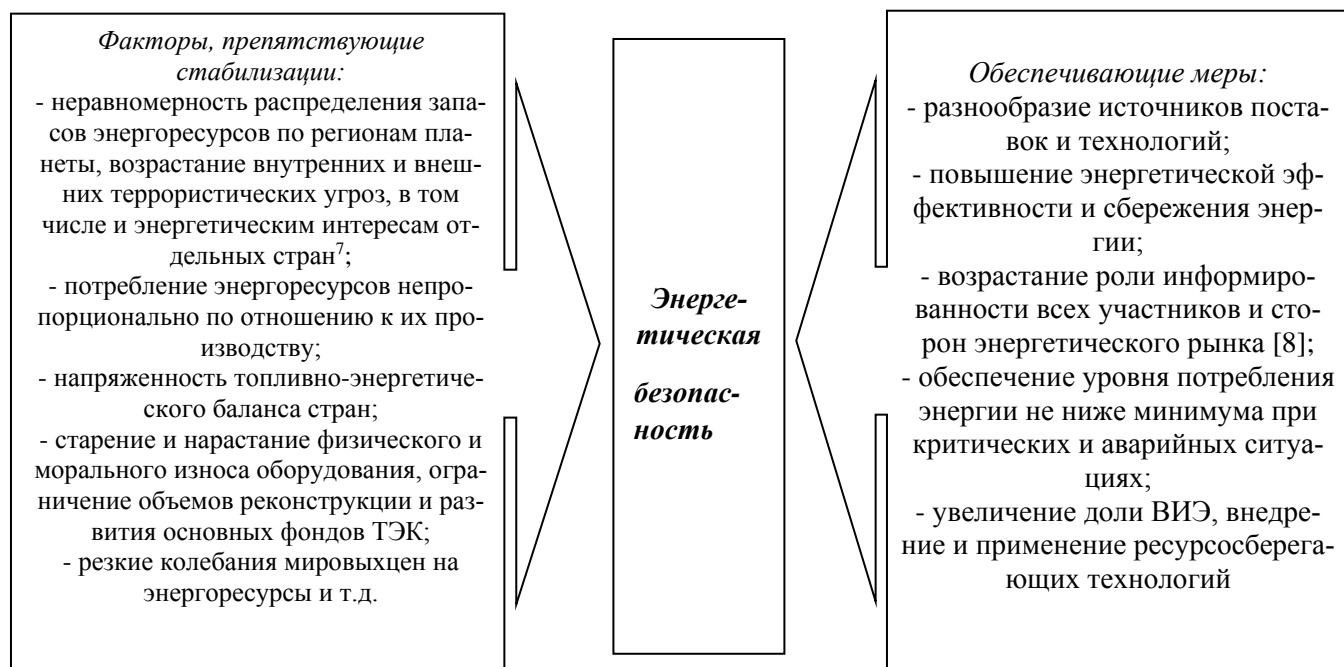 Факторы, препятствующие
стабилизации:
- неравномерность распределения запа-
сов энергоресурсов по регионам пла-
неты, возрастание внутренних и внеш-
них террористических угроз, в том
числе и энергетическим интересам от-
дельных стран7;
- потребление энергоресурсов непро-
порционально по отношению к их про-
изводству;
- напряженность топливно-энергетиче-
ского баланса стран;
- старение и нарастание физического и
морального износа оборудования, огра-
ничение объемов реконструкции и раз-
вития основных фондов ТЭК;
- резкие колебания мировыхцен на
энергоресурсы и т.д.
Энерге-
тическая
безопас-
ность
Обеспечивающие меры:
- разнообразие источников поста-
вок и технологий;
- повышение энергетической эф-
фективности и сбережения энер-
гии;
- возрастание роли информиро-
ванности всех участников и сто-
рон энергетического рынка [8];
- обеспечение уровня потребления
энергии не ниже минимума при
критических и аварийных ситуа-
циях;
- увеличение доли ВИЭ, внедре-
ние и применение ресурсосберега-
ющих технологий